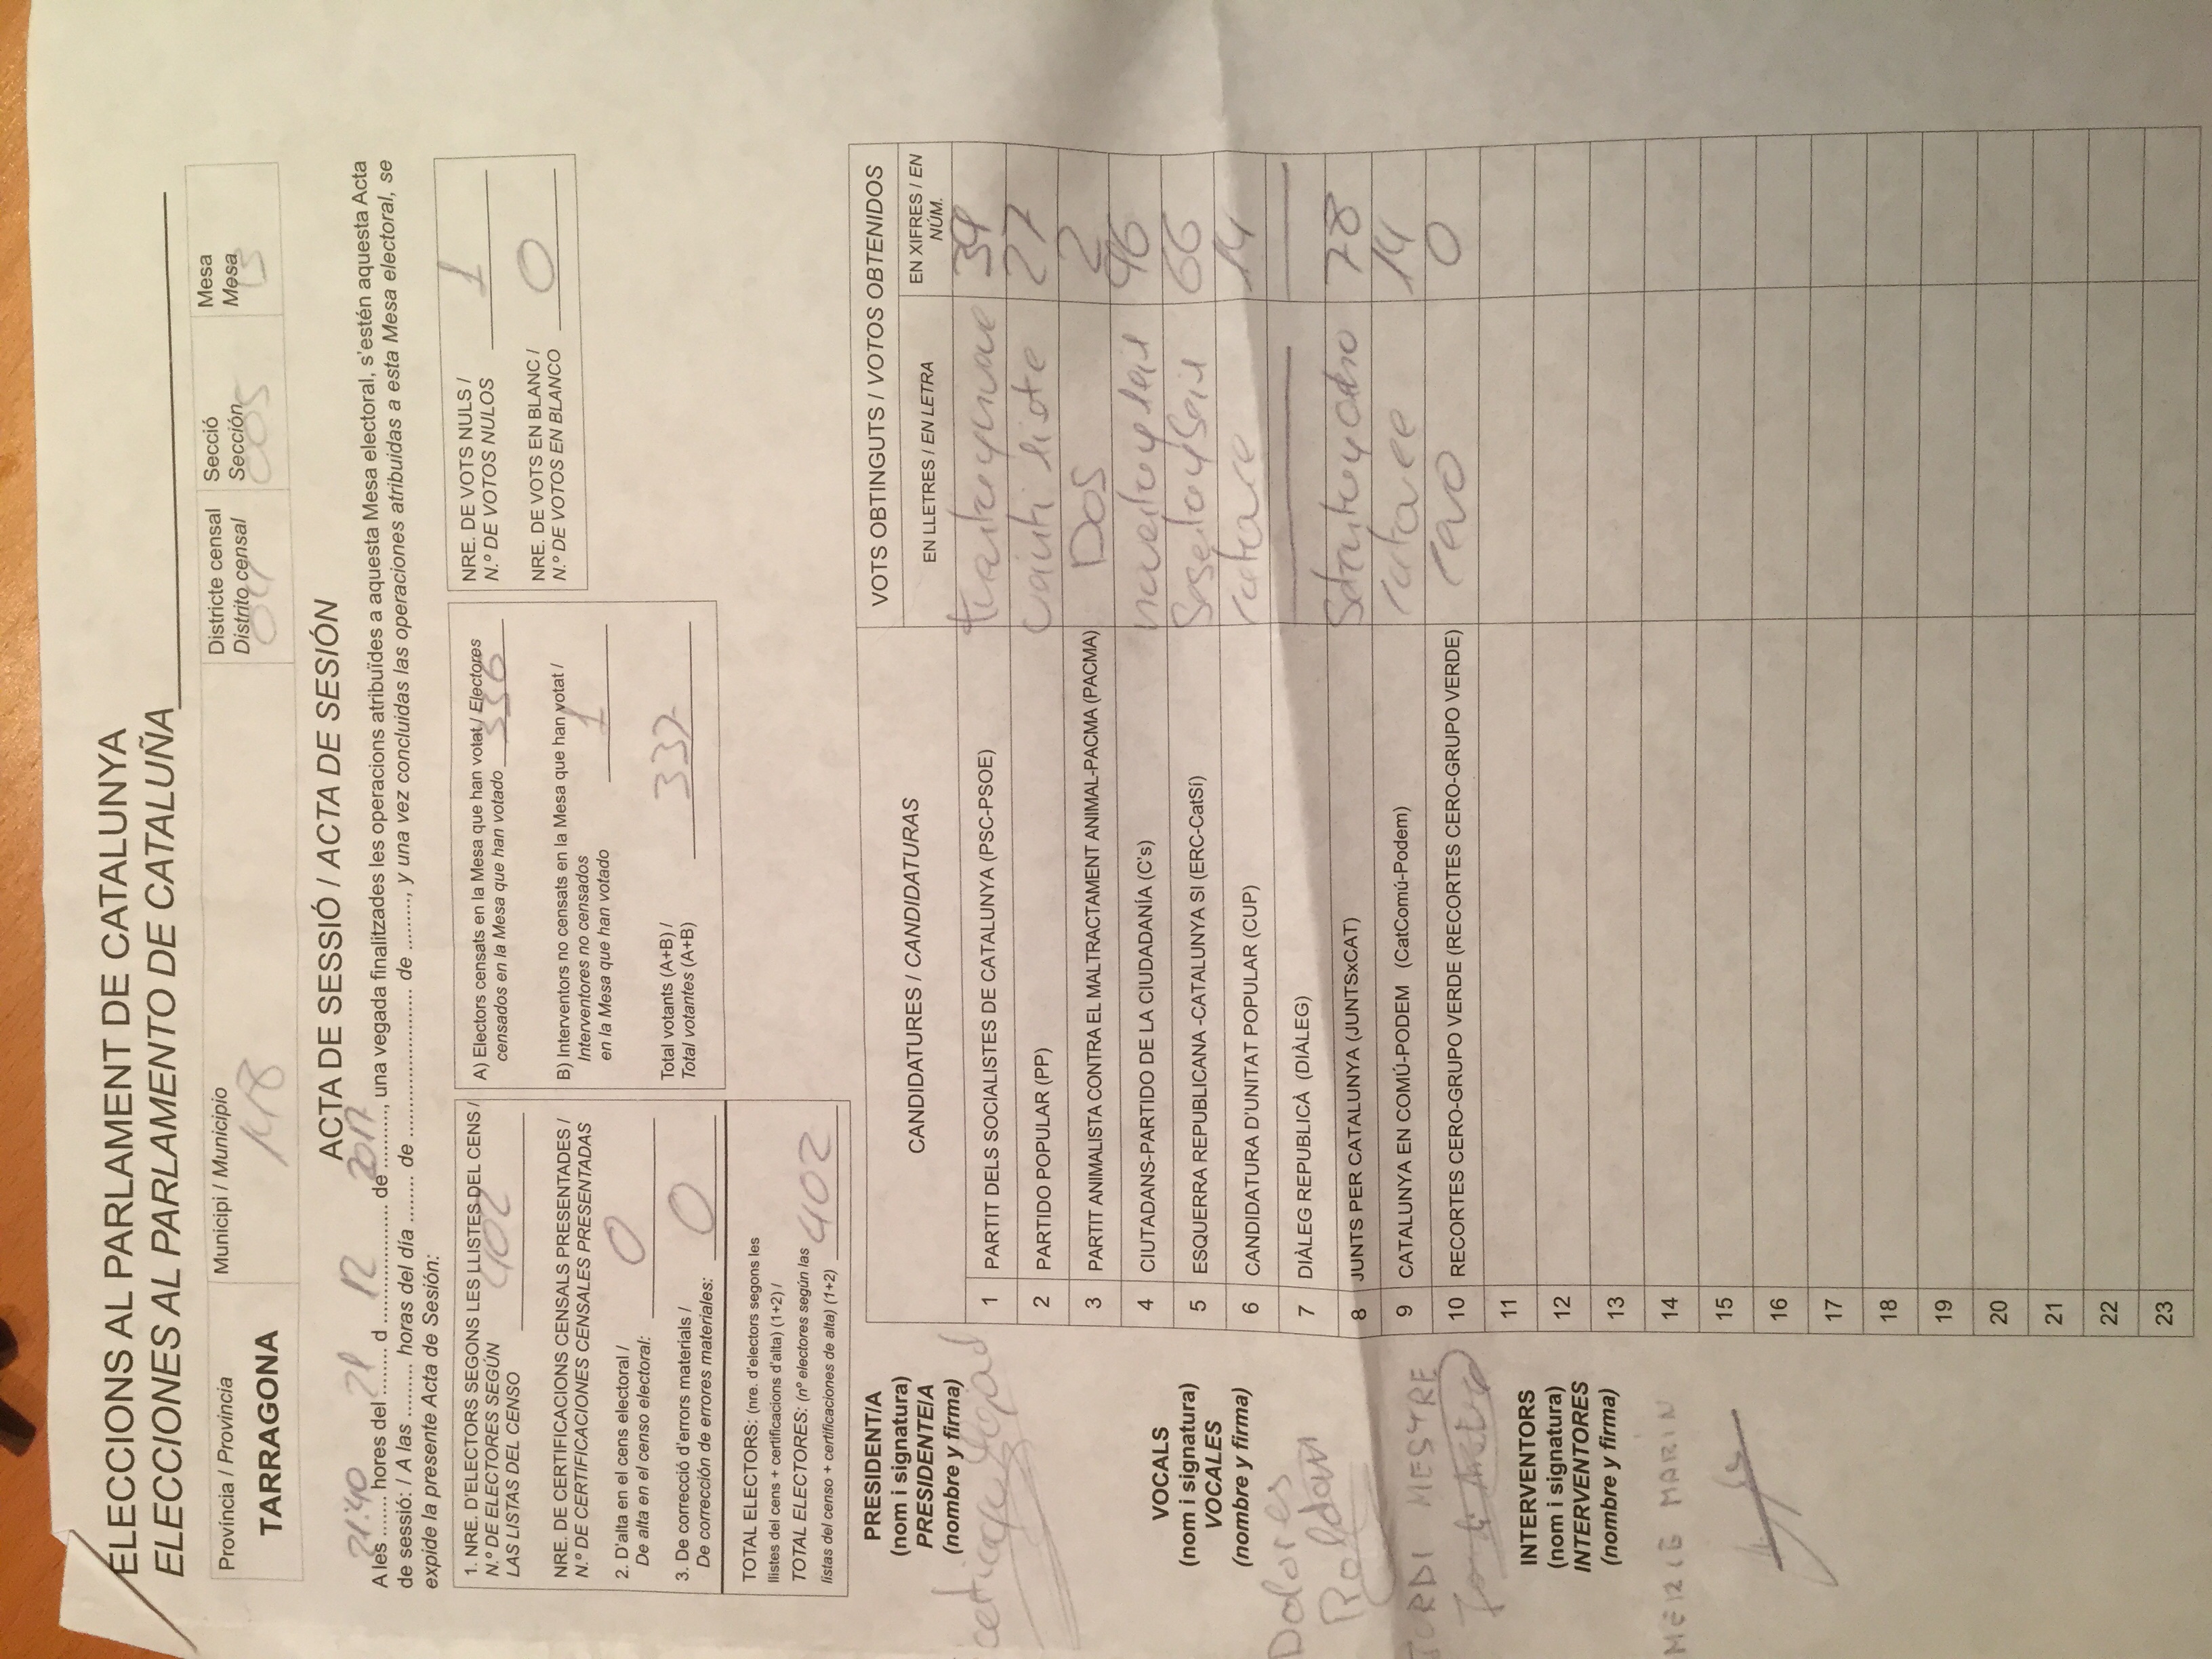 ELECCIONS AL PARLAMENT DE CATALUNYA
ELECCIONES AL PARLAMENTO DE CATALUÑA
Província / Provincia
TARRAGONA
Municipi / Municipio
148
Districte censal
Distrito censal
04
Secció
Sección
005
Mesa
Mesa
B
ACTA DE SESSIÓ / ACTA DE SESIÓN
21:40 21 12 2017
A les ....... hores del ........ d .................... de .........., una vegada finalitzades les operacions atribuïdes a aquesta Mesa electoral, s'estén aquesta Acta
de sessió: / A las ......... horas del día ........ de ......................... de ........., y una vez concluidas las operaciones atribuidas a esta Mesa electoral, se
expide la presente Acta de Sesión:
1. NRE. D'ELECTORS SEGONS LES LLISTES DEL CENS /
N.º DE ELECTORES SEGÚN
LAS LISTAS DEL CENSO 402
NRE. DE CERTIFICACIONS CENSALS PRESENTADES /
N.º DE CERTIFICACIONES CENSALES PRESENTADAS
2. D'alta en el cens electoral /
De alta en el censo electoral: 0
3. De correcció d'errors materials /
De corrección de errores materiales: 0
TOTAL ELECTORS: (nre. d'electors segons les
llistes del cens + certificacions d'alta) (1+2) /
TOTAL ELECTORES: (nº electores según las
listas del censo + certificaciones de alta) (1+2) 402
A) Electors censats en la Mesa que han votat / Electores
censados en la Mesa que han votado 336
B) Interventors no censats en la Mesa que han votat /
Interventores no censados
en la Mesa que han votado 1
Total votants (A+B) /
Total votantes (A+B) 337
NRE. DE VOTS NULS /
N.º DE VOTOS NULOS 1
NRE. DE VOTS EN BLANC /
N.º DE VOTOS EN BLANCO 0
PRESIDENT/A
(nom i signatura)
PRESIDENTE/A
(nombre y firma)
VOCALS
(nom i signatura)
VOCALES
(nombre y firma)
Dolores
Roldan
JORDI MESTRE
INTERVENTORS
(nom i signatura)
INTERVENTORES
(nombre y firma)
MARIN
CANDIDATURES / CANDIDATURAS
VOTS OBTINGUTS / VOTOS OBTENIDOS
EN LLETRES / EN LETRA
EN XIFRES / EN
NÚM.
1 PARTIT DELS SOCIALISTES DE CATALUNYA (PSC-PSOE) treinta y nueve 39
2 PARTIDO POPULAR (PP) veinti siete 27
3 PARTIT ANIMALISTA CONTRA EL MALTRACTAMENT ANIMAL-PACMA (PACMA) DOS 2
4 CIUTADANS-PARTIDO DE LA CIUDADANÍA (C's) noventa y seis 96
5 ESQUERRA REPUBLICANA -CATALUNYA SI (ERC-CatSí) Sesenta y Seis 66
6 CANDIDATURA D'UNITAT POPULAR (CUP) catorce 14
7 DIÀLEG REPUBLICÀ (DIÀLEG)
8 JUNTS PER CATALUNYA (JUNTSxCAT) Setenta y ocho 78
9 CATALUNYA EN COMÚ-PODEM (CatComú-Podem) catorce 14
10 RECORTES CERO-GRUPO VERDE (RECORTES CERO-GRUPO VERDE) cero 0
11
12
13
14
15
16
17
18
19
20
21
22
23